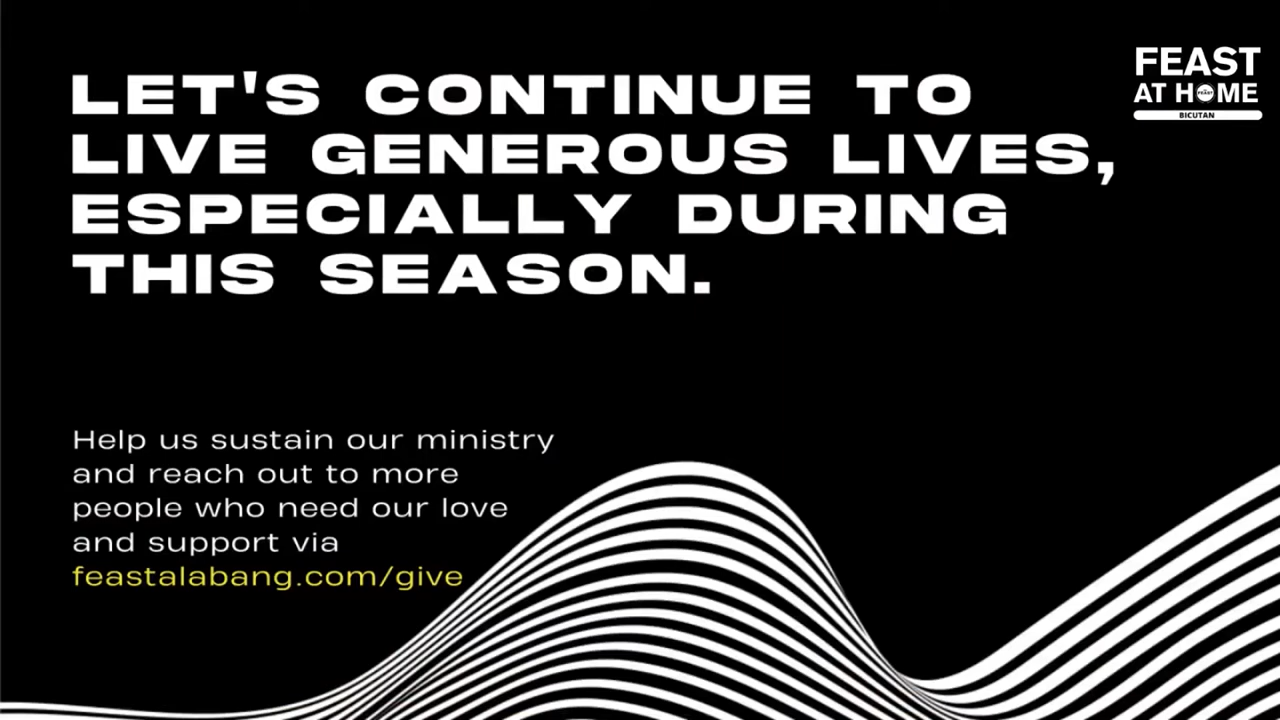 LET'S CONTINUE TO
LIVE GENEROUS LIVES,
ESPECIALLY DURING
THIS SEASON.
Help us sustain our ministry
and reach out to more
people who need our love
and support via
feastalabang.com/give
FEAST
AT HOME
BICUTAN